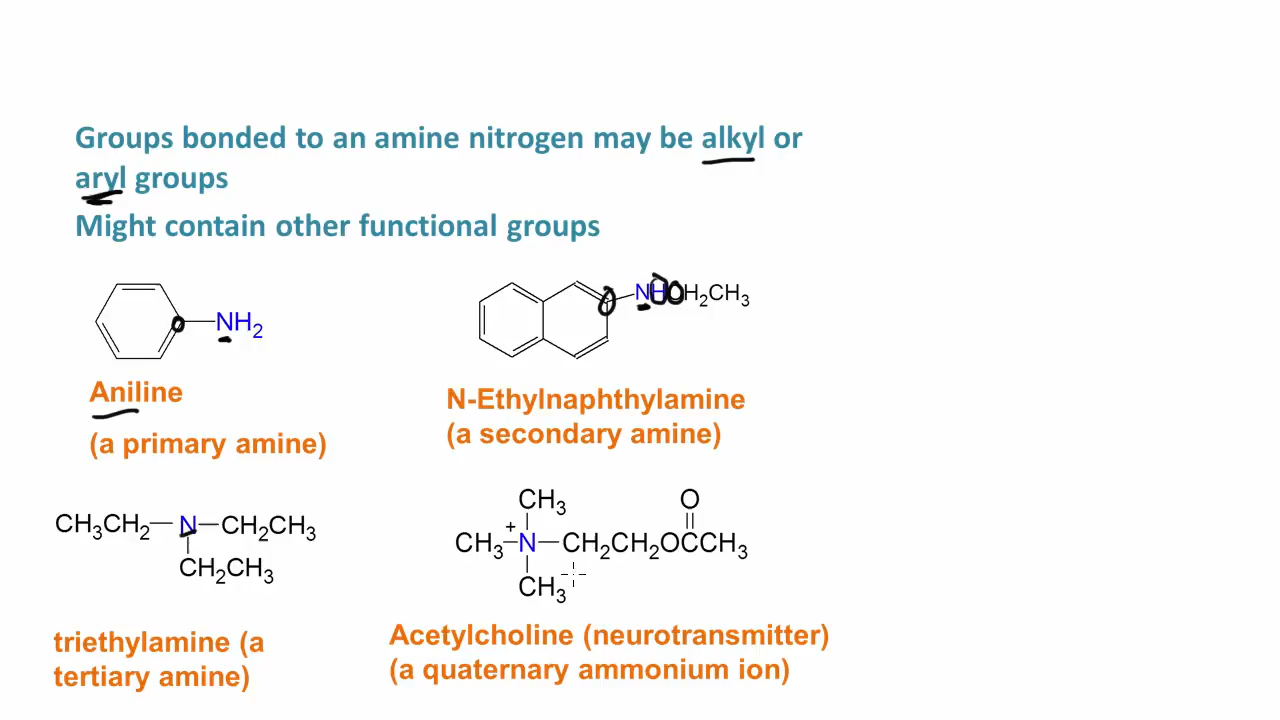 Groups bonded to an amine nitrogen may be alkyl or
aryl groups
Might contain other functional groups
NH2
NHCH2CH3
Aniline
(a primary amine)
N-Ethylnaphthylamine
(a secondary amine)
CH3CH2 N CH2CH3
CH2CH3
triethylamine (a
tertiary amine)
CH3 O
+
CH3 N CH2CH2OCCH3
CH3
Acetylcholine (neurotransmitter)
(a quaternary ammonium ion)